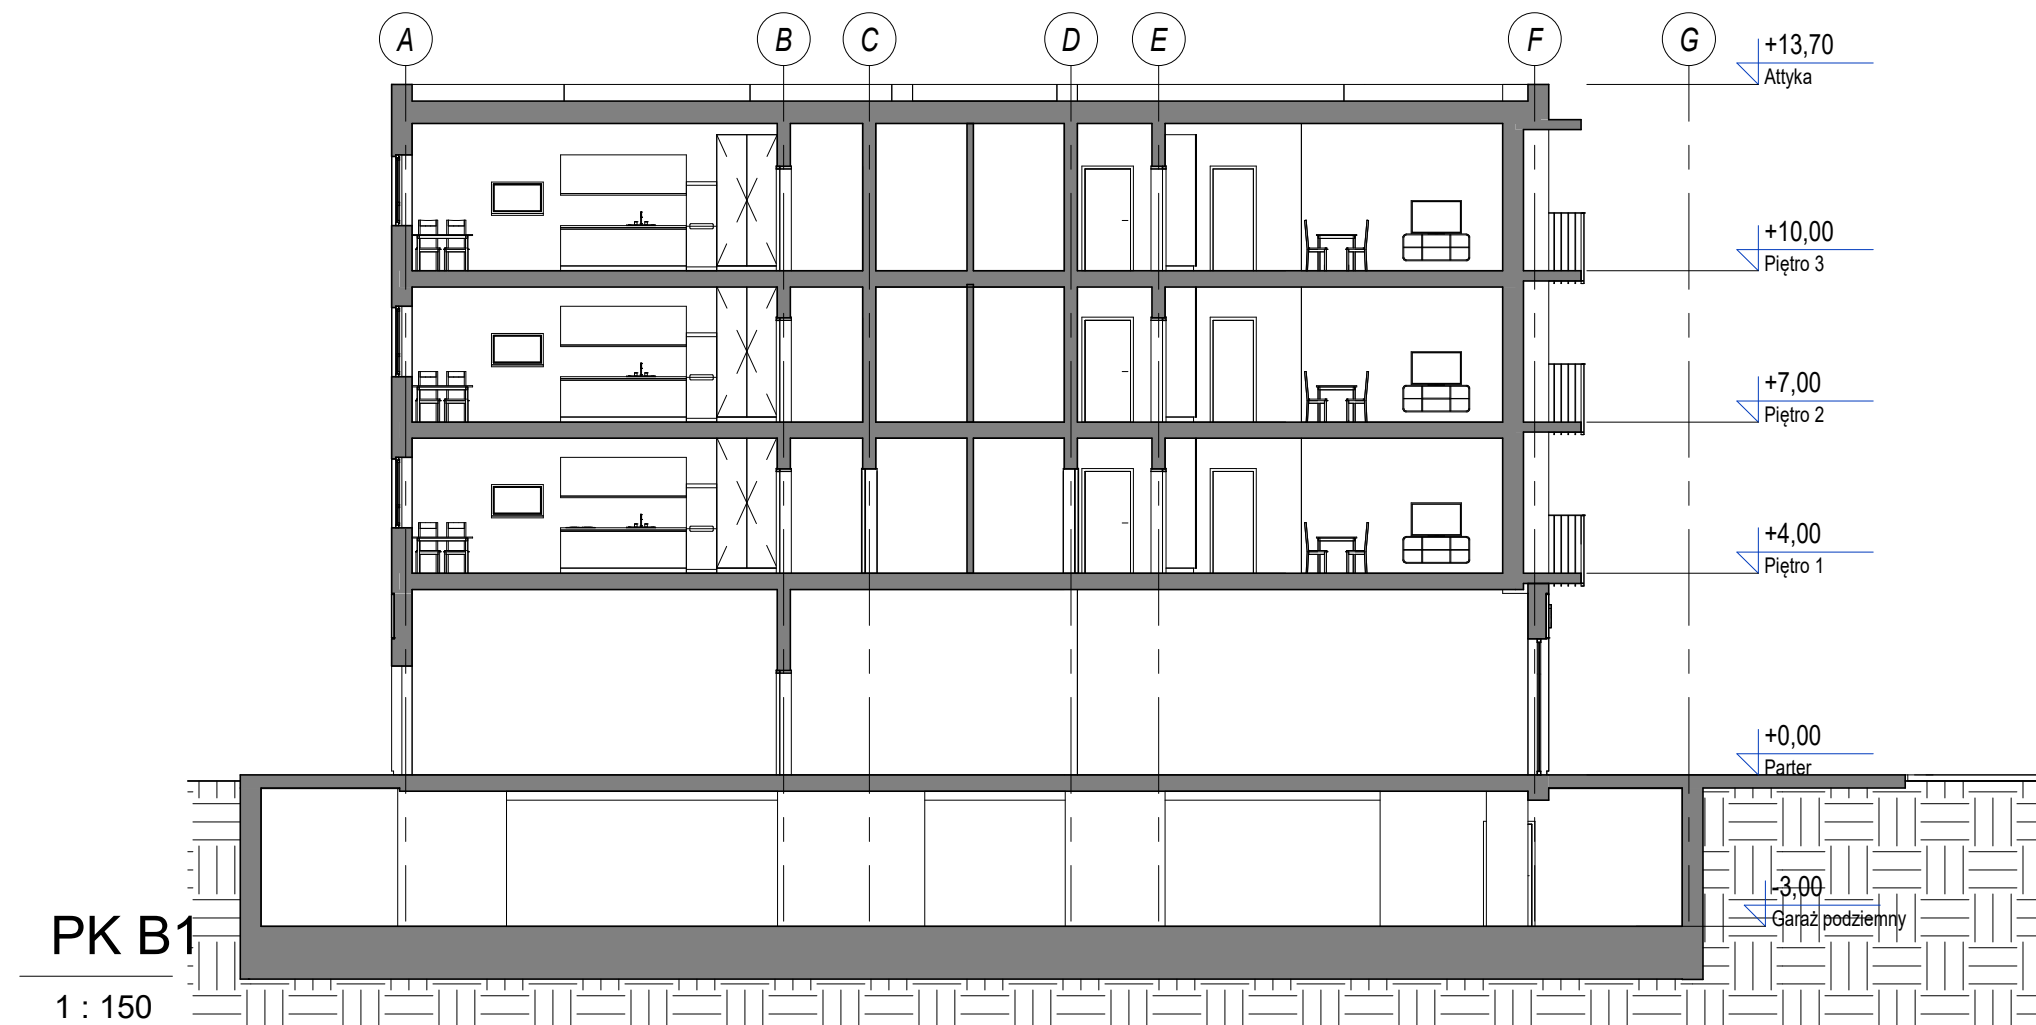 A B C D E F G
+13,70
Attyka
+10,00
Piętro 3
+7,00
Piętro 2
+4,00
Piętro 1
+0,00
Parter
-3,00
Garaż podziemny
PK B1
1 : 150